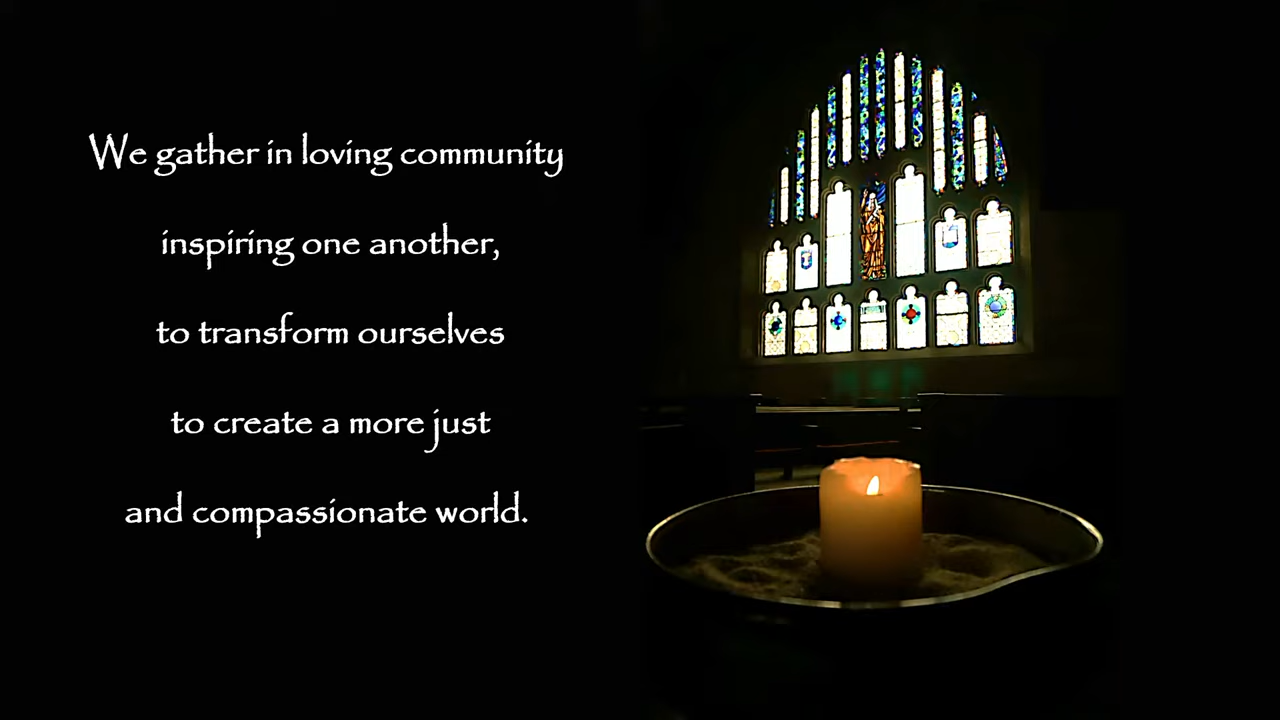 We gather in loving community
inspiring one another,
to transform ourselves
to create a more just
and compassionate world.